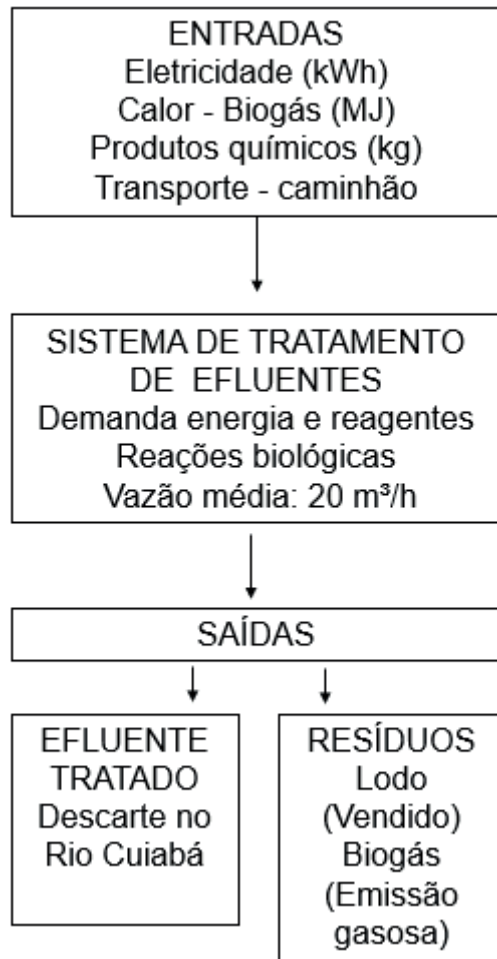 ENTRADAS
Eletricidade (kWh)
Calor - Biogás (MJ)
Produtos químicos (kg)
Transporte - caminhão
SISTEMA DE TRATAMENTO
DE EFLUENTES
Demanda energia e reagentes
Reações biológicas
Vazão média: 20 m³/h
SAÍDAS
EFLUENTE
TRATADO
Descarte no
Rio Cuiabá
RESÍDUOS
Lodo
(Vendido)
Biogás
(Emissão
gasosa)